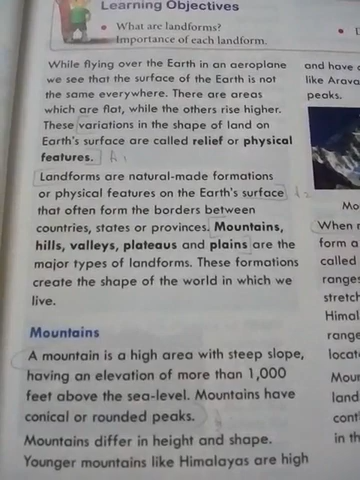 Learning Objectives
• What are landforms?
Importance of each landform.
While flying over the Earth in an aeroplane
we see that the surface of the Earth is not
the same everywhere. There are areas
which are flat, while the others rise higher.
These variations in the shape of land on
Earth's surface are called relief or physical
features. A1
Landforms are natural-made formations
or physical features on the Earth's surface
that often form the borders between
countries, states or provinces. Mountains,
hills, valleys, plateaus and plains are the
major types of landforms. These formations
create the shape of the world in which we
live.
Mountains
A mountain is a high area with steep slope,
having an elevation of more than 1,000
feet above the sea-level. Mountains have
conical or rounded peaks.
Mountains differ in height and shape.
Younger mountains like Himalayas are high
and have
like Arava
peaks.
Mo
When
form a
called
ranges
stretch
Himal
range
locate
Mour
land
cont
in th